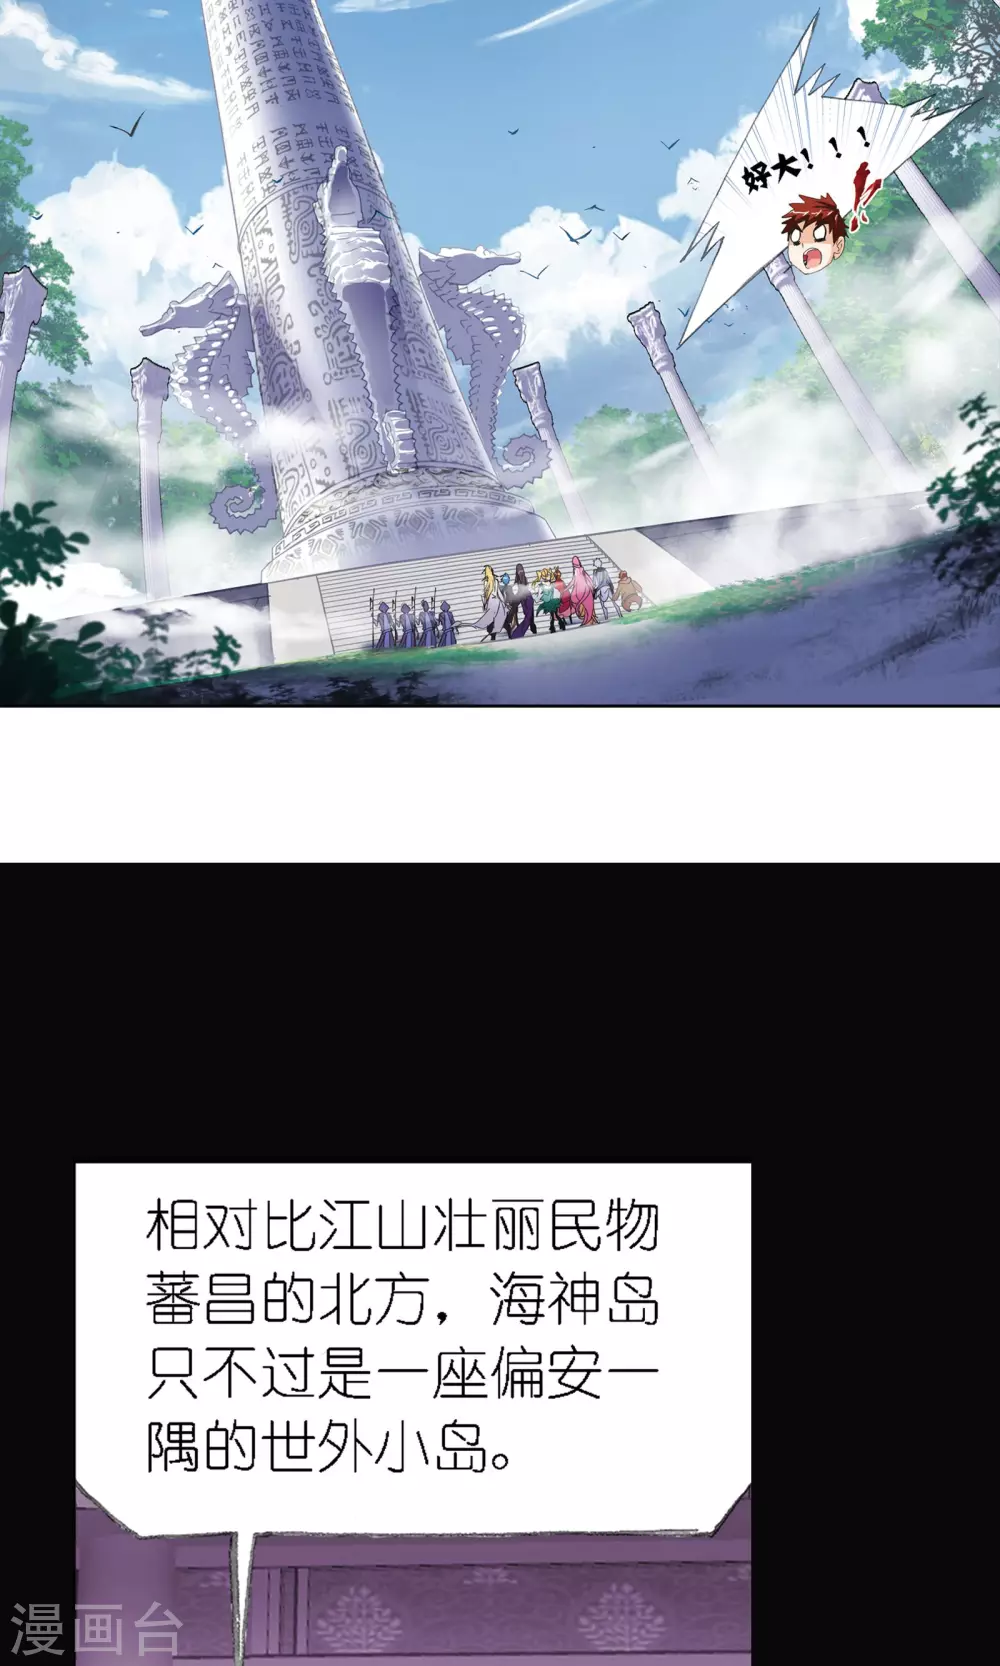 好大！！！
相对比江山壮丽民物
蕃昌的北方，海神岛
只不过是一座偏安一
隅的世外小岛。
漫画台